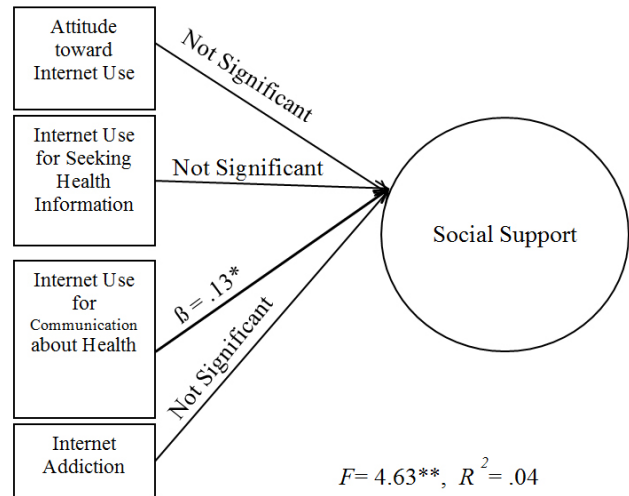 Attitude
toward
Internet Use
Not Significant
Internet Use
for Seeking
Health
Information
Not Significant
Social Support
Internet Use
for
Communication
about Health
ß = .13*
Internet
Addiction
Not Significant
F= 4.63**, R²= .04